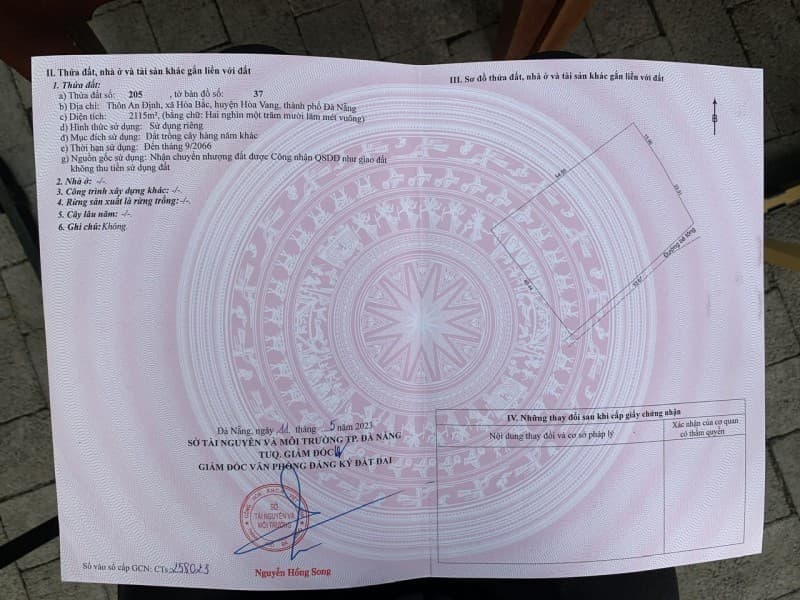 II. Thửa đất, nhà ở và tài sản khác gắn liền với đất
1. Thửa đất:
a) Thửa đất số: 205 , tờ bản đồ số: 37
b) Địa chỉ: Thôn An Định, xã Hòa Bắc, huyện Hòa Vang, thành phố Đà Nẵng
c) Diện tích: 2115m², (bằng chữ: Hai nghìn một trăm mười lăm mét vuông)
d) Hình thức sử dụng: Sử dụng riêng
đ) Mục đích sử dụng: Đất trồng cây hàng năm khác
e) Thời hạn sử dụng: Đến tháng 9/2066
g) Nguồn gốc sử dụng: Nhận chuyển nhượng đất được Công nhận QSDĐ như giao đất
không thu tiền sử dụng đất
2. Nhà ở: -/-
3. Công trình xây dựng khác: -/-
4. Rừng sản xuất là rừng trồng:-/-
5. Cây lâu năm: -/-
6. Ghi chú:Không.
Đà Nẵng, ngày 11 tháng 5 năm 2023
SỞ TÀI NGUYÊN VÀ MÔI TRƯỜNG TP. ĐÀ NẴNG
TUQ. GIÁM ĐỐC
GIÁM ĐỐC VĂN PHÒNG ĐĂNG KÝ ĐẤT ĐAI
SỞ
TÀI NGUYÊN VÀ
MÔI TRƯỜNG
Nguyễn Hồng Song
Số vào sổ cấp GCN: CTs:258023
III. Sơ đồ thửa đất, nhà ở và tài sản khác gắn liền với đất
B
Đường bê tông
IV. Những thay đổi sau khi cấp giấy chứng nhận
Nội dung thay đổi và cơ sở pháp lý
Xác nhận của cơ quan
có thẩm quyền